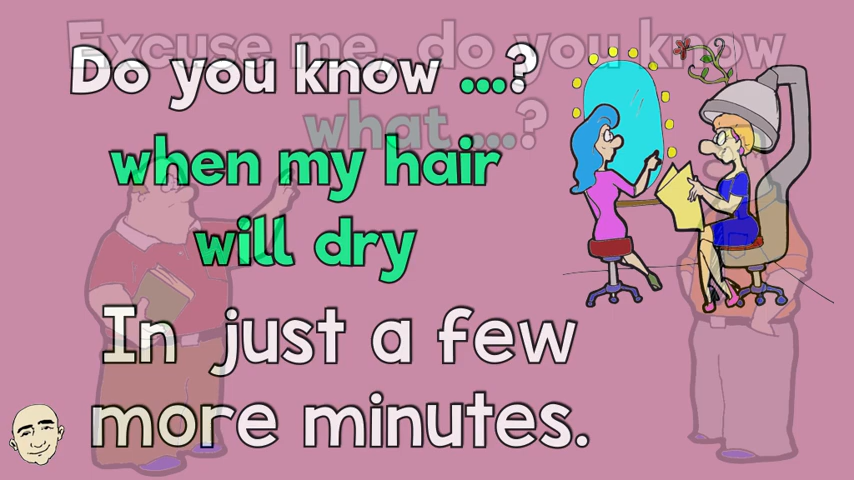 Excuse me, do you know
Do you know ...?
what ...?
when my hair
will dry
In just a few
more minutes.